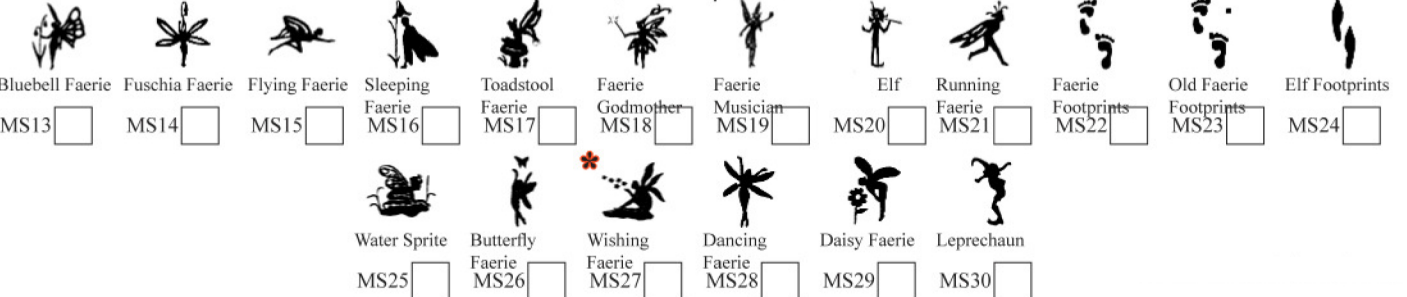 Bluebell Faerie Fuschia Faerie Flying Faerie Sleeping Toadstool Faerie Faerie Elf Running Faerie Old Faerie Elf Footprints
Faerie Faerie Godmother Musician Faerie Footprints Footprints
MS13 MS14 MS15 MS16 MS17 MS18 MS19 MS20 MS21 MS22 MS23 MS24
Water Sprite Butterfly Wishing Dancing Daisy Faerie Leprechaun
Faerie Faerie Faerie
MS25 MS26 MS27 MS28 MS29 MS30